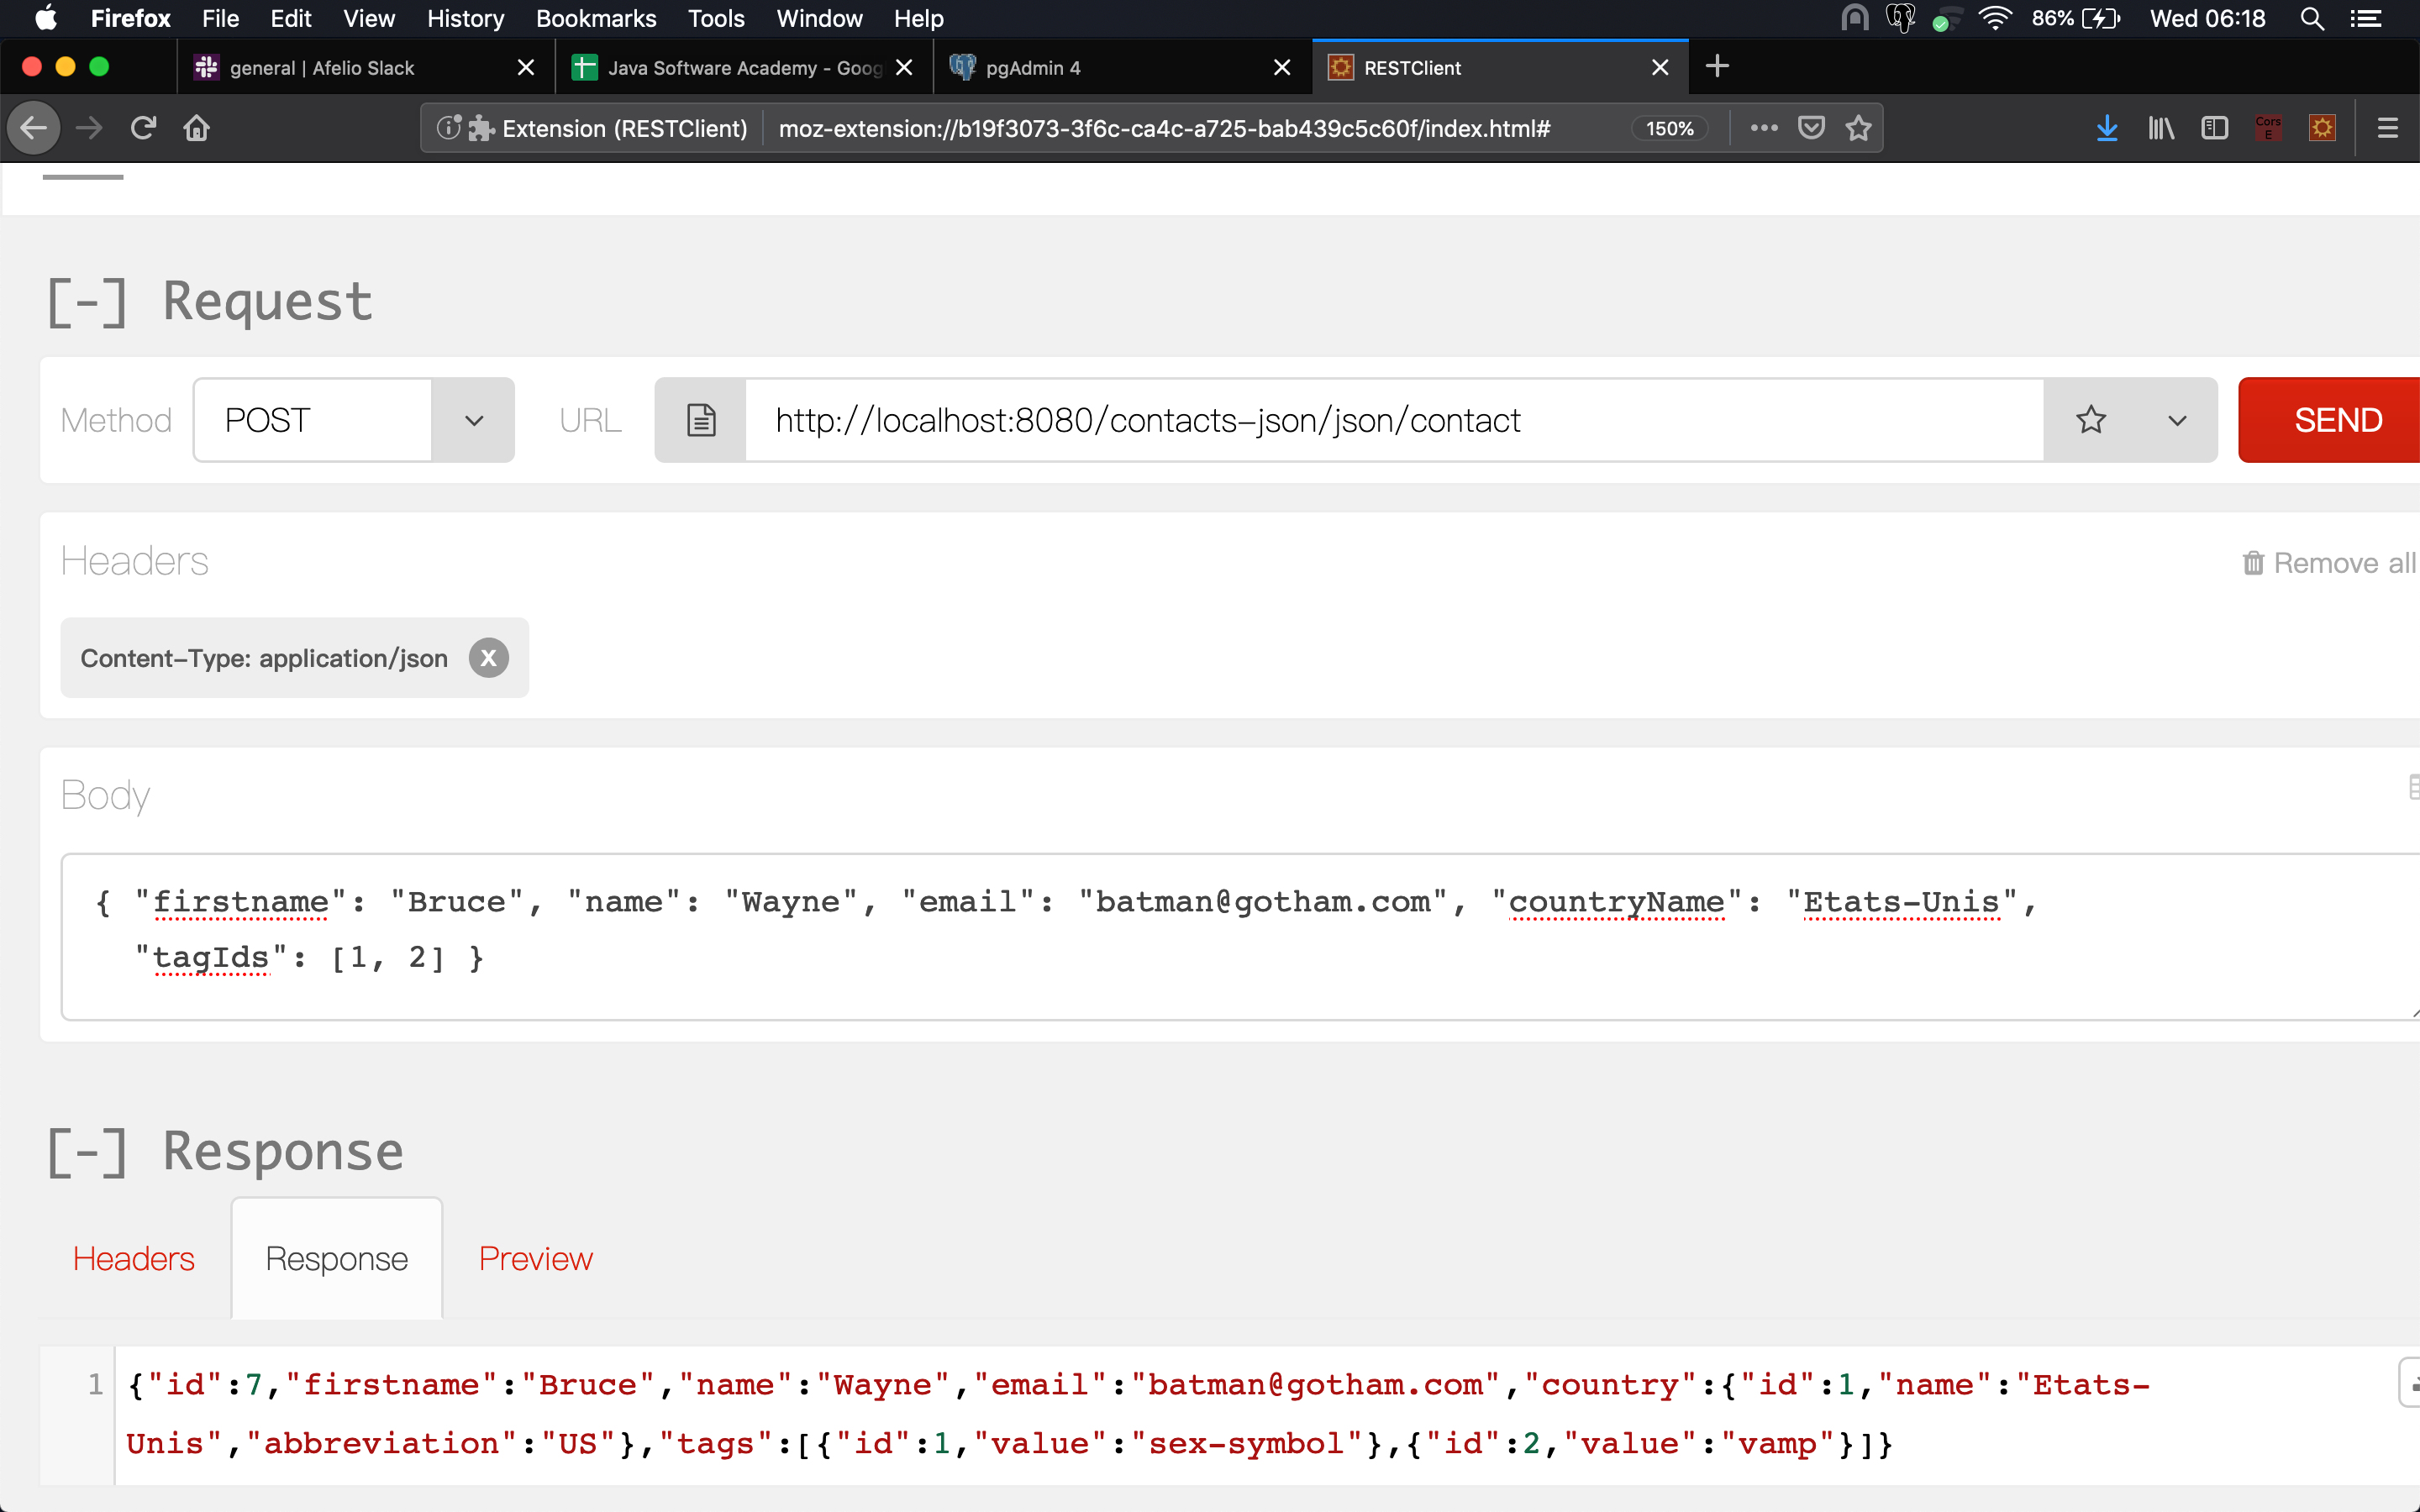 Firefox File Edit View History Bookmarks Tools Window Help 86% Wed 06:18
general | Afelio Slack Java Software Academy - Goog pgAdmin 4 RESTClient
Extension (RESTClient) moz-extension://b19f3073-3f6c-ca4c-a725-bab439c5c60f/index.html# 150% Cors E
[-] Request
Method POST URL http://localhost:8080/contacts-json/json/contact SEND
Headers Remove all
Content-Type: application/json X
Body
{ "firstname": "Bruce", "name": "Wayne", "email": "batman@gotham.com", "countryName": "Etats-Unis",
"tagIds": [1, 2] }
[-] Response
Headers Response Preview
1 {"id":7,"firstname":"Bruce","name":"Wayne","email":"batman@gotham.com","country":{"id":1,"name":"Etats-
Unis","abbreviation":"US"},"tags":[{"id":1,"value":"sex-symbol"},{"id":2,"value":"vamp"}]}